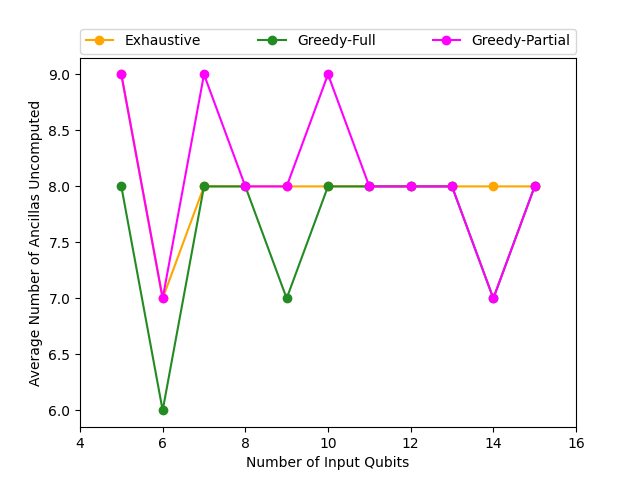 Exhaustive Greedy-Full Greedy-Partial
9.0
8.5
8.0
7.5
7.0
6.5
6.0
Average Number of Ancillas Uncomputed
4 6 8 10 12 14 16
Number of Input Qubits